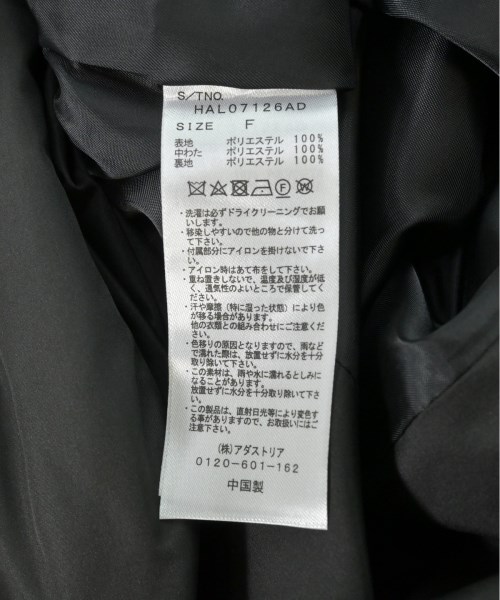 S/TNO.
HAL07126AD
SIZE F
表地 ポリエステル 100%
中わた ポリエステル 100%
裏地 ポリエステル 100%
・洗濯は必ずドライクリーニングでお願
いします。
・移染しやすいので他の物と分けて洗っ
て下さい。
・付属部分にアイロンを掛けないで下さ
い。
・アイロン時はあて布をして下さい。
・重ね置きしないで、温度及び湿度が低
く、通気性のよいところで保管してく
ださい。
・汗や摩擦（特に湿った状態）により色
が移る場合があります。
他の衣類との組み合わせにご注意くだ
さい。
・色移りの原因となりますので、雨など
で濡れた際は、放置せずに水分を十分
取り除いて下さい。
・この素材は、雨や水に濡れるとしみに
なることがあります。
放置せずに水分を十分取り除いて下さ
い。
・この製品は、直射日光等により変色す
る事がありますので、お取扱いにはご
注意下さい。
(株)アダストリア
0120-601-162
中国製